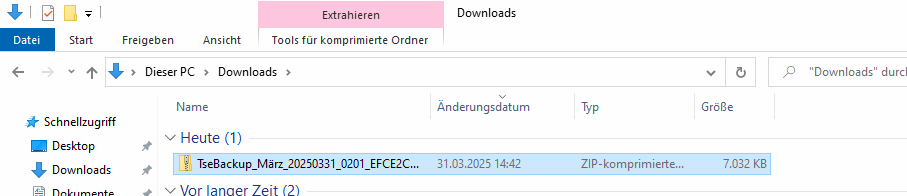 Extrahieren Downloads
Datei Start Freigeben Ansicht Tools für komprimierte Ordner
Dieser PC Downloads "Downloads" durc
Name Änderungsdatum Typ Größe
Schnellzugriff Heute (1)
Desktop TseBackup_März_20250331_0201_EFCE2C... 31.03.2025 14:42 ZIP-komprimierte... 7.032 KB
Downloads
Dokumente Vor langer Zeit (2)